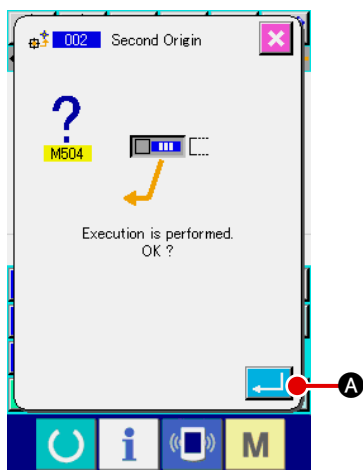 002 Second Origin
?
M504
Execution is performed.
OK ?
A
i
M